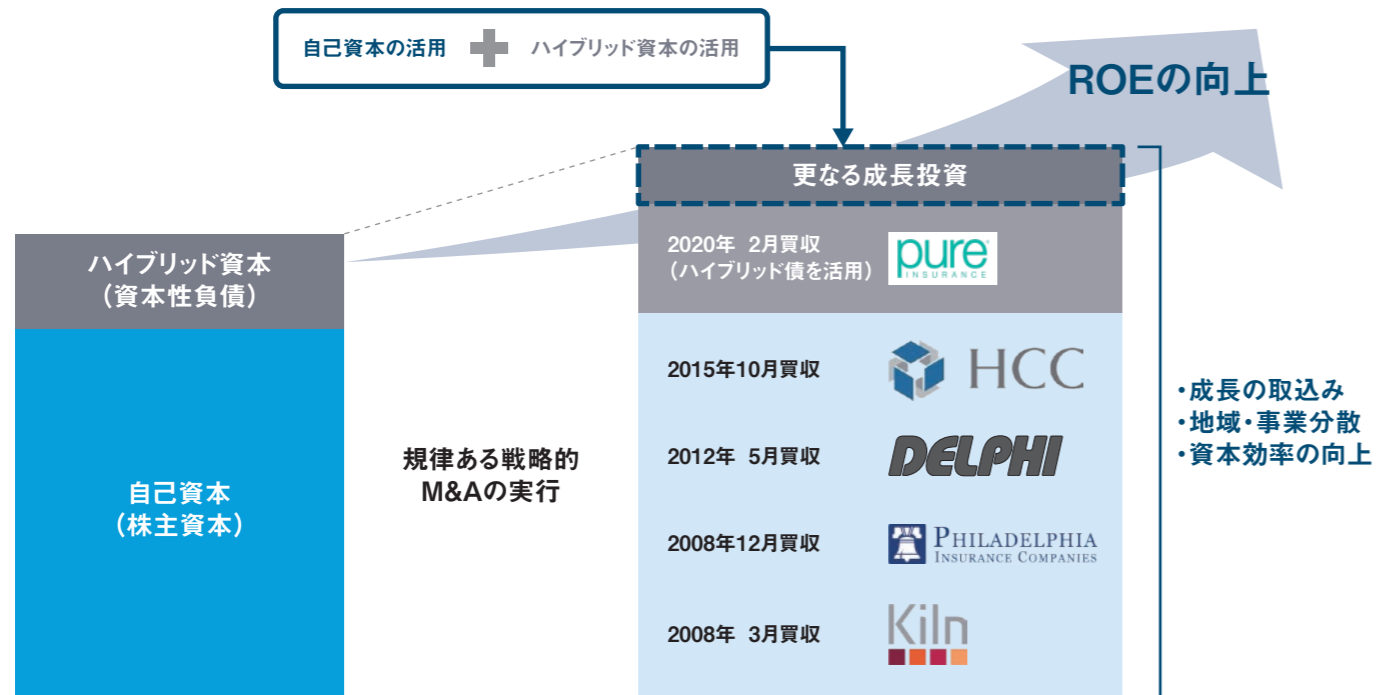 自己資本の活用 ハイブリッド資本の活用
ROEの向上
更なる成長投資
ハイブリッド資本
（資本性負債）
自己資本
（株主資本）
規律ある戦略的
M&Aの実行
2020年 2月買収
（ハイブリッド債を活用）
pure
INSURANCE
2015年10月買収
HCC
2012年 5月買収
DELPHI
2008年12月買収
PHILADELPHIA
INSURANCE COMPANIES
2008年 3月買収
Kiln
・成長の取込み
・地域・事業分散
・資本効率の向上